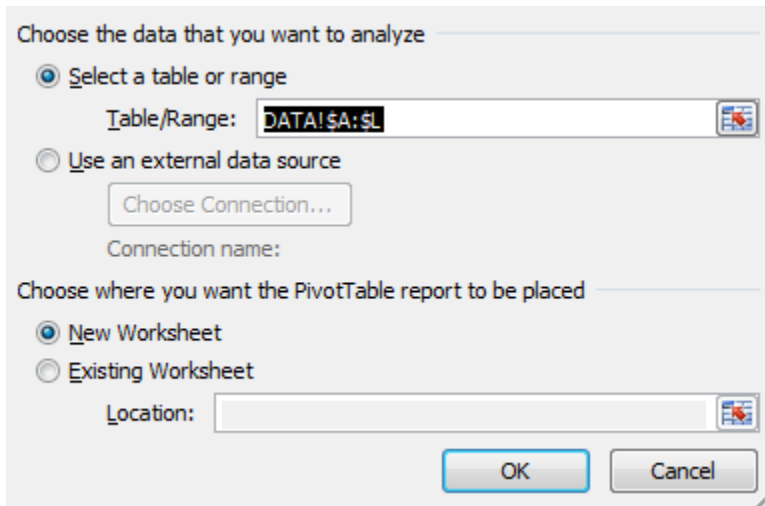 Choose the data that you want to analyze
Select a table or range
Table/Range: DATA!$A:$L
Use an external data source
Choose Connection...
Connection name:
Choose where you want the PivotTable report to be placed
New Worksheet
Existing Worksheet
Location:
OK Cancel